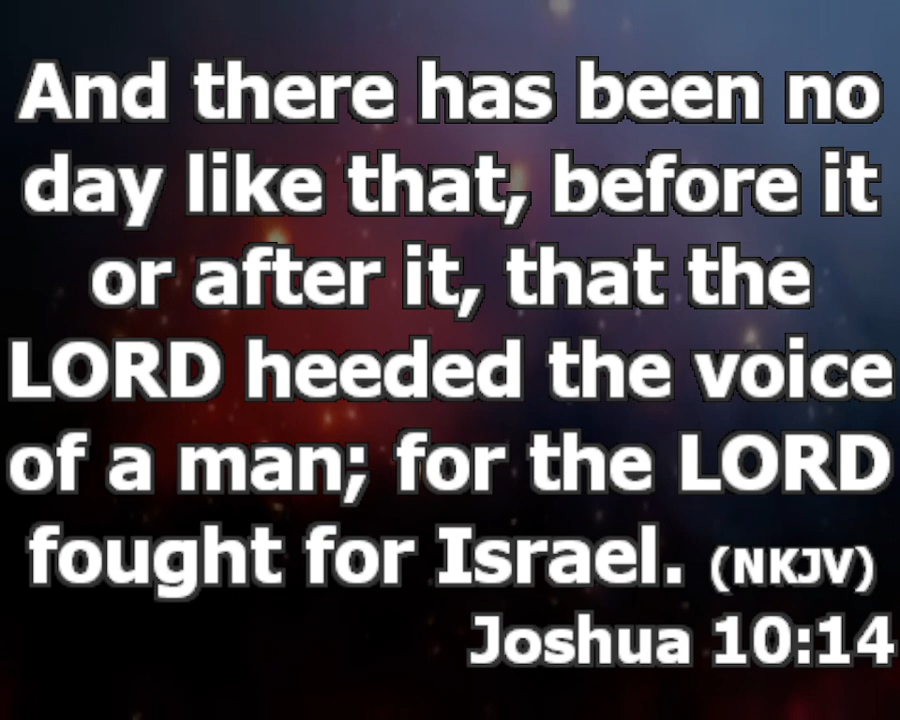 And there has been no
day like that, before it
or after it, that the
LORD heeded the voice
of a man; for the LORD
fought for Israel. (NKJV)
Joshua 10:14